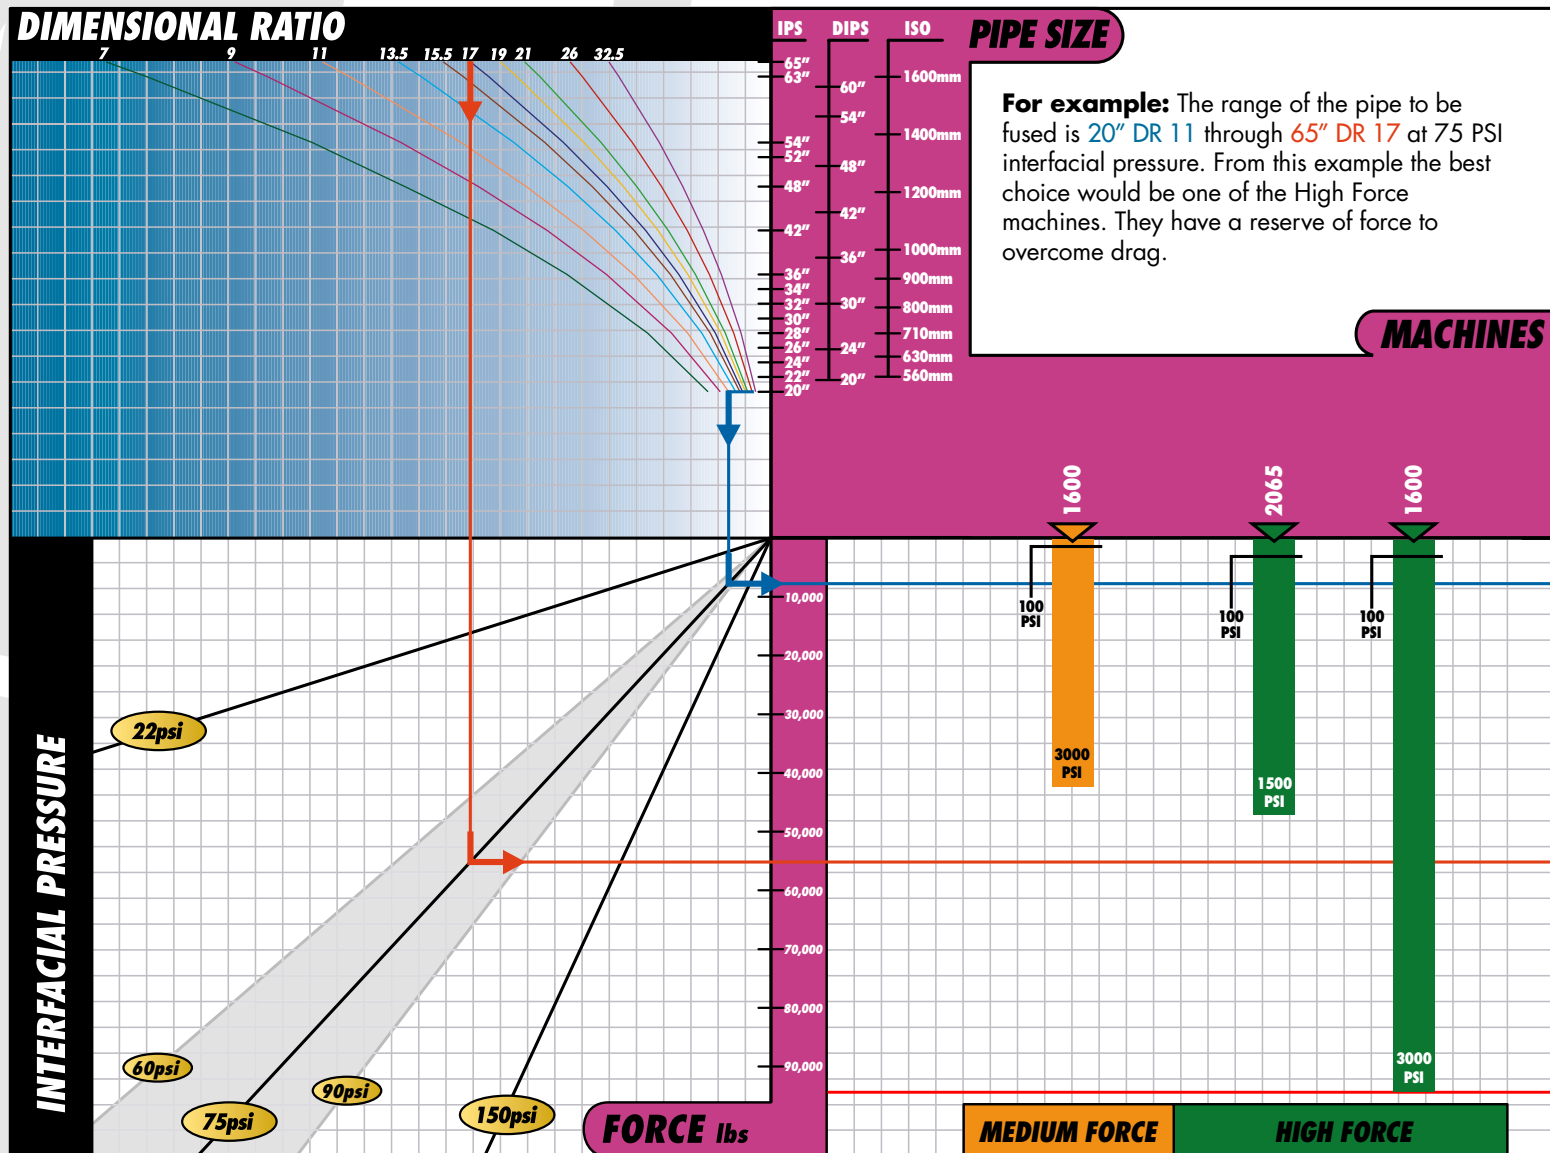 DIMENSIONAL RATIO
7 9 11 13.5 15.5 17 19 21 26 32.5
IPS DIPS ISO
65″
63″
54″
52″
48″
42″
36″
34″
32″
30″
28″
26″
24″
22″
20″
60″
54″
48″
42″
36″
30″
24″
20″
1600mm
1400mm
1200mm
1000mm
900mm
800mm
710mm
630mm
560mm
PIPE SIZE
For example: The range of the pipe to be
fused is 20″ DR 11 through 65″ DR 17 at 75 PSI
interfacial pressure. From this example the best
choice would be one of the High Force
machines. They have a reserve of force to
overcome drag.
MACHINES
1600
2065
1600
100
PSI
100
PSI
100
PSI
3000
PSI
1500
PSI
3000
PSI
10,000
20,000
30,000
40,000
50,000
60,000
70,000
80,000
90,000
INTERFACIAL PRESSURE
22psi
60psi
75psi
90psi
150psi
FORCE lbs
MEDIUM FORCE
HIGH FORCE